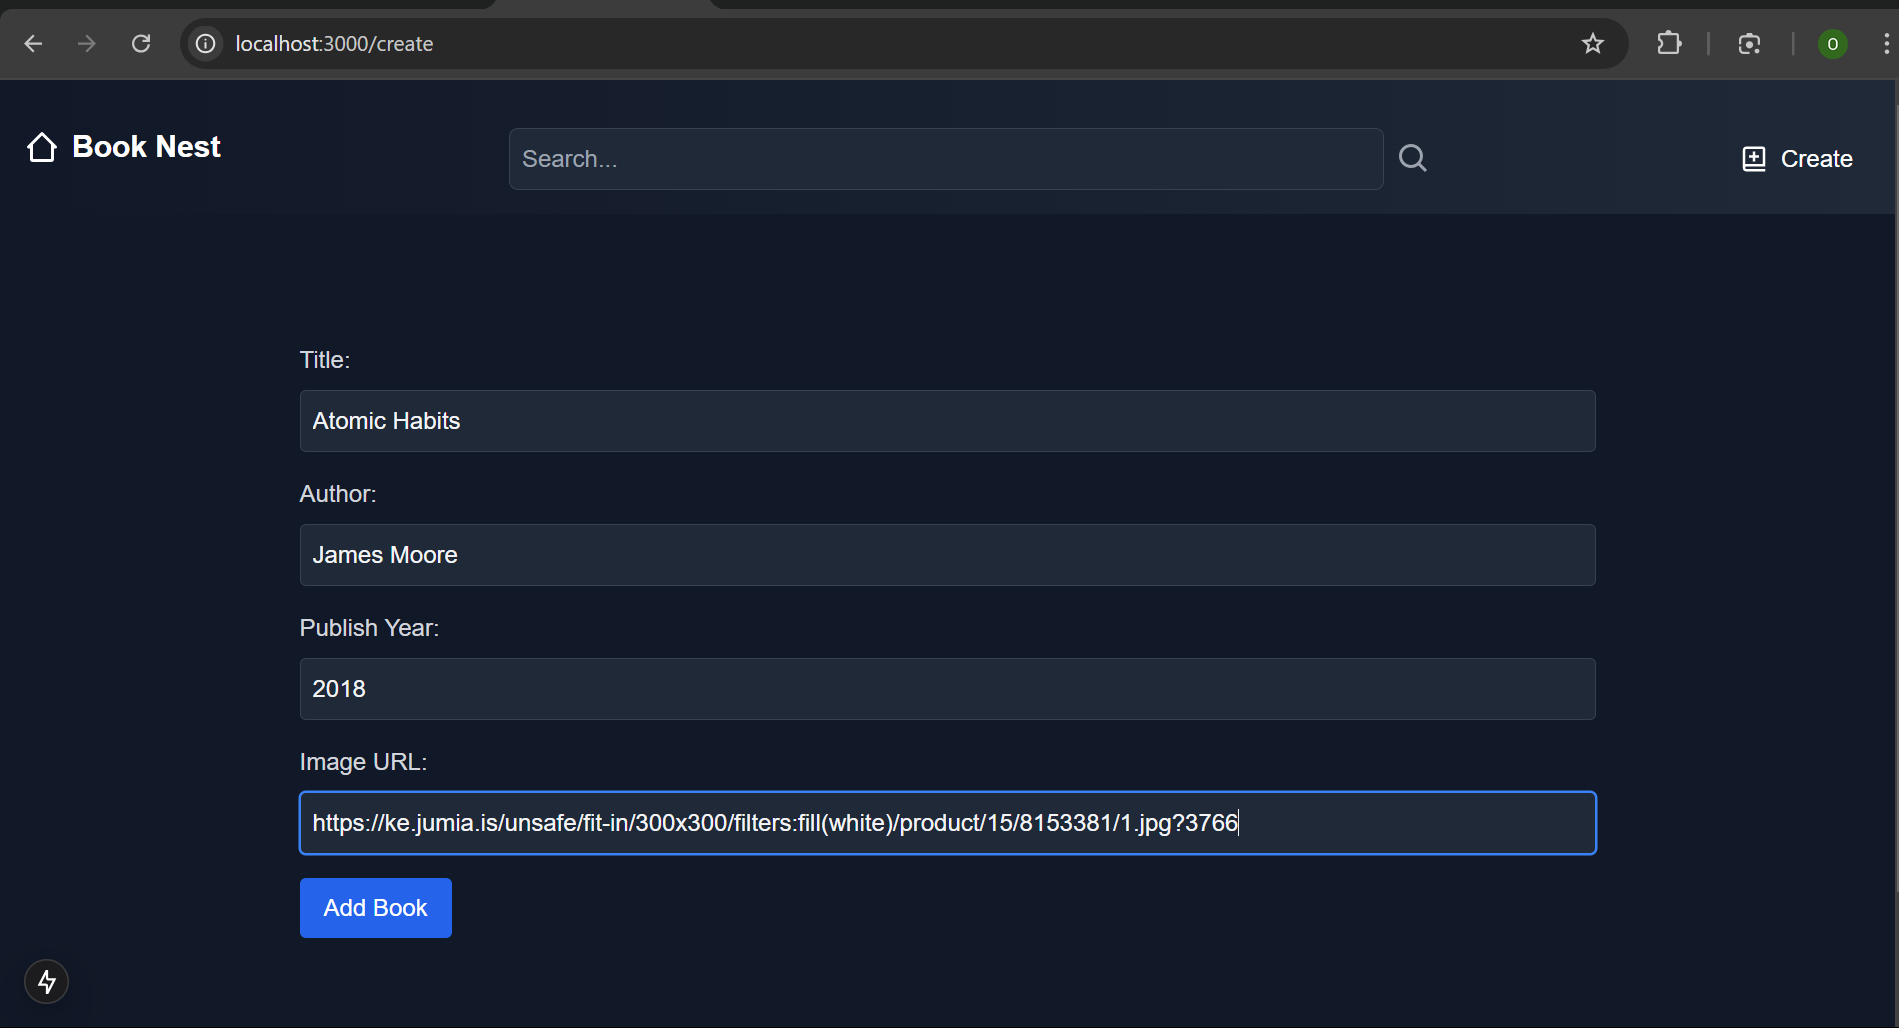 localhost:3000/create
O
Book Nest
Search...
Create
Title:
Atomic Habits
Author:
James Moore
Publish Year:
2018
Image URL:
https://ke.jumia.is/unsafe/fit-in/300x300/filters:fill(white)/product/15/8153381/1.jpg?3766
Add Book